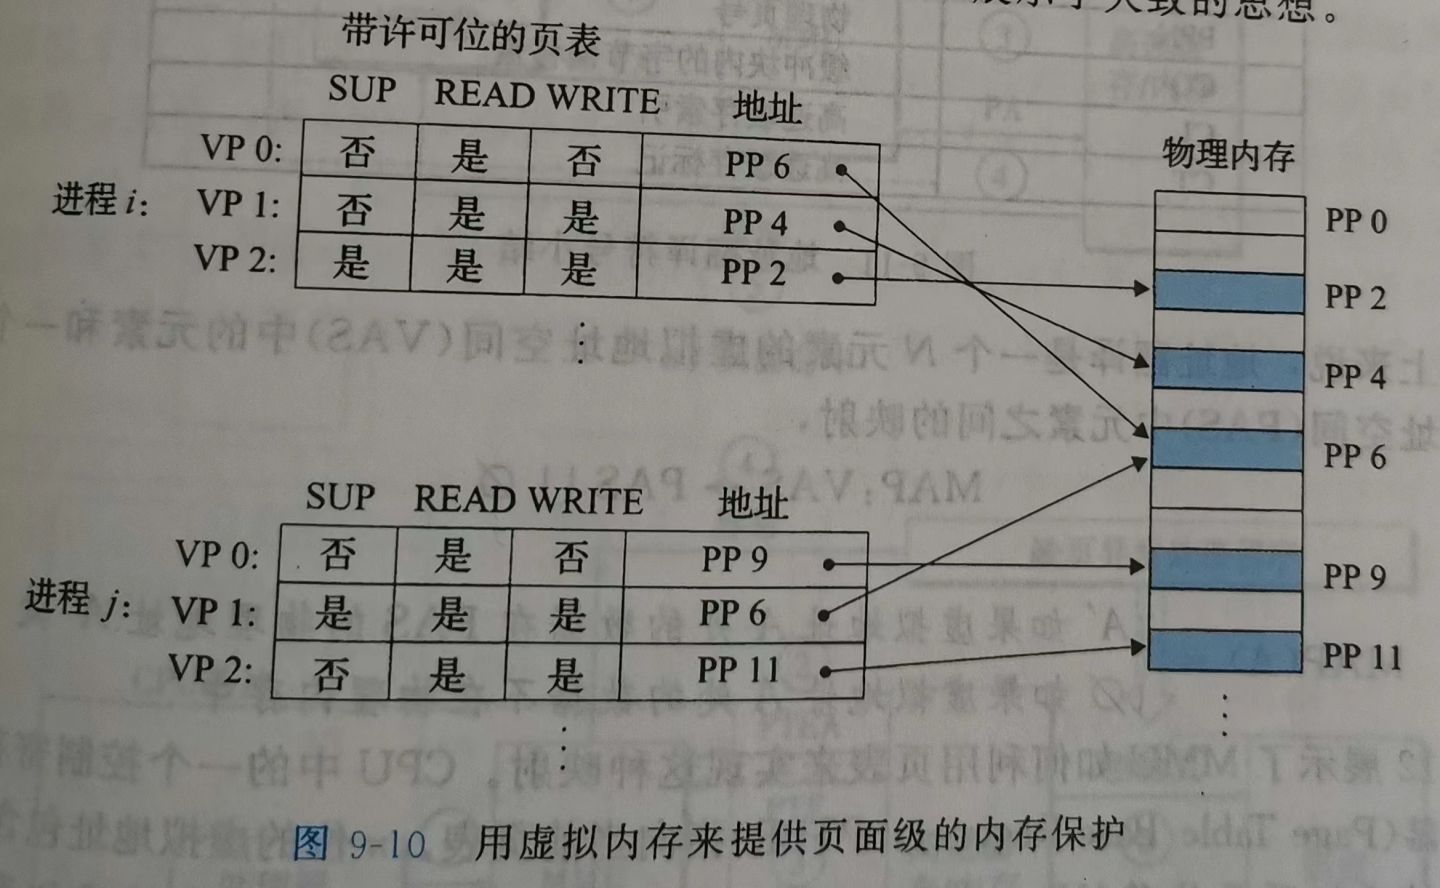 大致的思想。
带许可位的页表
SUP READ WRITE 地址
VP 0: 否 是 否 PP 6
进程 i: VP 1: 否 是 是 PP 4
VP 2: 是 是 是 PP 2
⋮
物理内存
PP 0
PP 2
PP 4
PP 6
PP 9
PP 11
⋮
SUP READ WRITE 地址
VP 0: 否 是 否 PP 9
进程 j: VP 1: 是 是 是 PP 6
VP 2: 否 是 是 PP 11
⋮
图 9-10 用虚拟内存来提供页面级的内存保护